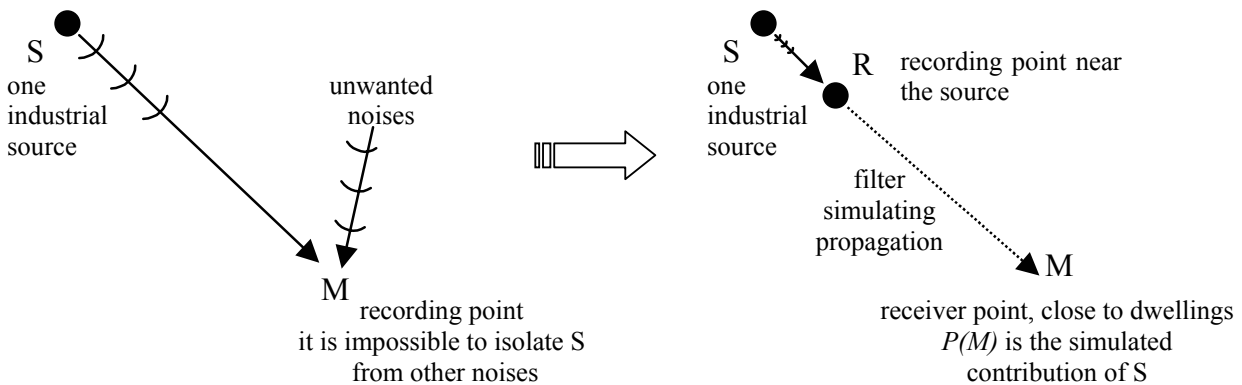 S
one
industrial
source
unwanted
noises
M
recording point
it is impossible to isolate S
from other noises
S
one
industrial
source
R
recording point near
the source
filter
simulating
propagation
M
receiver point, close to dwellings
P(M) is the simulated
contribution of S